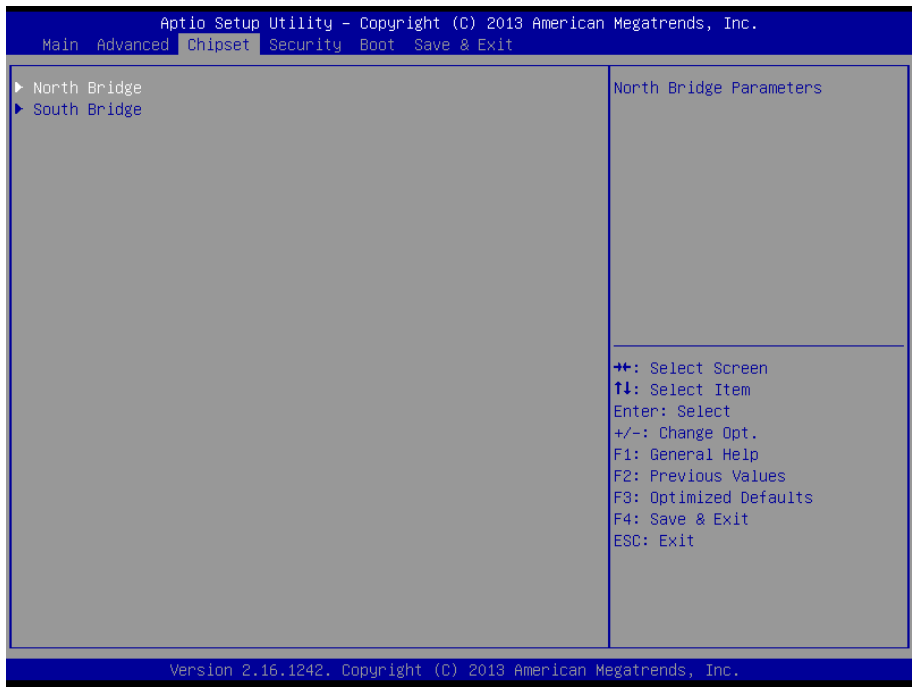 Aptio Setup Utility – Copyright (C) 2013 American Megatrends, Inc.
Main Advanced Chipset Security Boot Save & Exit
▶ North Bridge
▶ South Bridge
North Bridge Parameters
→←: Select Screen
↑↓: Select Item
Enter: Select
+/-: Change Opt.
F1: General Help
F2: Previous Values
F3: Optimized Defaults
F4: Save & Exit
ESC: Exit
Version 2.16.1242. Copyright (C) 2013 American Megatrends, Inc.